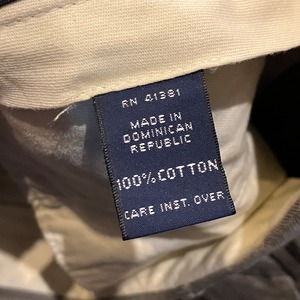 RN 41381
MADE IN
DOMINICAN
REPUBLIC
100% COTTON
CARE INST. OVER